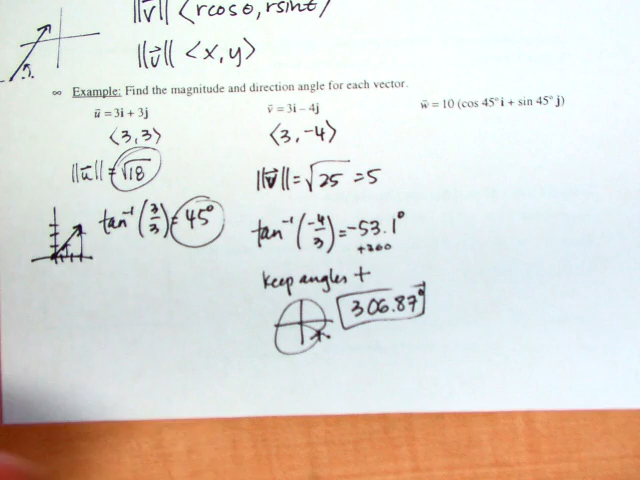 ||v⃗|| <rcosθ, rsinθ>
||v⃗|| <x,y>
∞ Example: Find the magnitude and direction angle for each vector.
ū = 3i + 3j
<3,3>
||u⃗|| = √18
tan⁻¹(3/3) = 45°
v̄ = 3i – 4j
<3,-4>
||v⃗|| = √25 = 5
tan⁻¹(-4/3) = -53.1°
+360
keep angles +
306.87°
w̄ = 10 (cos 45° i + sin 45° j)